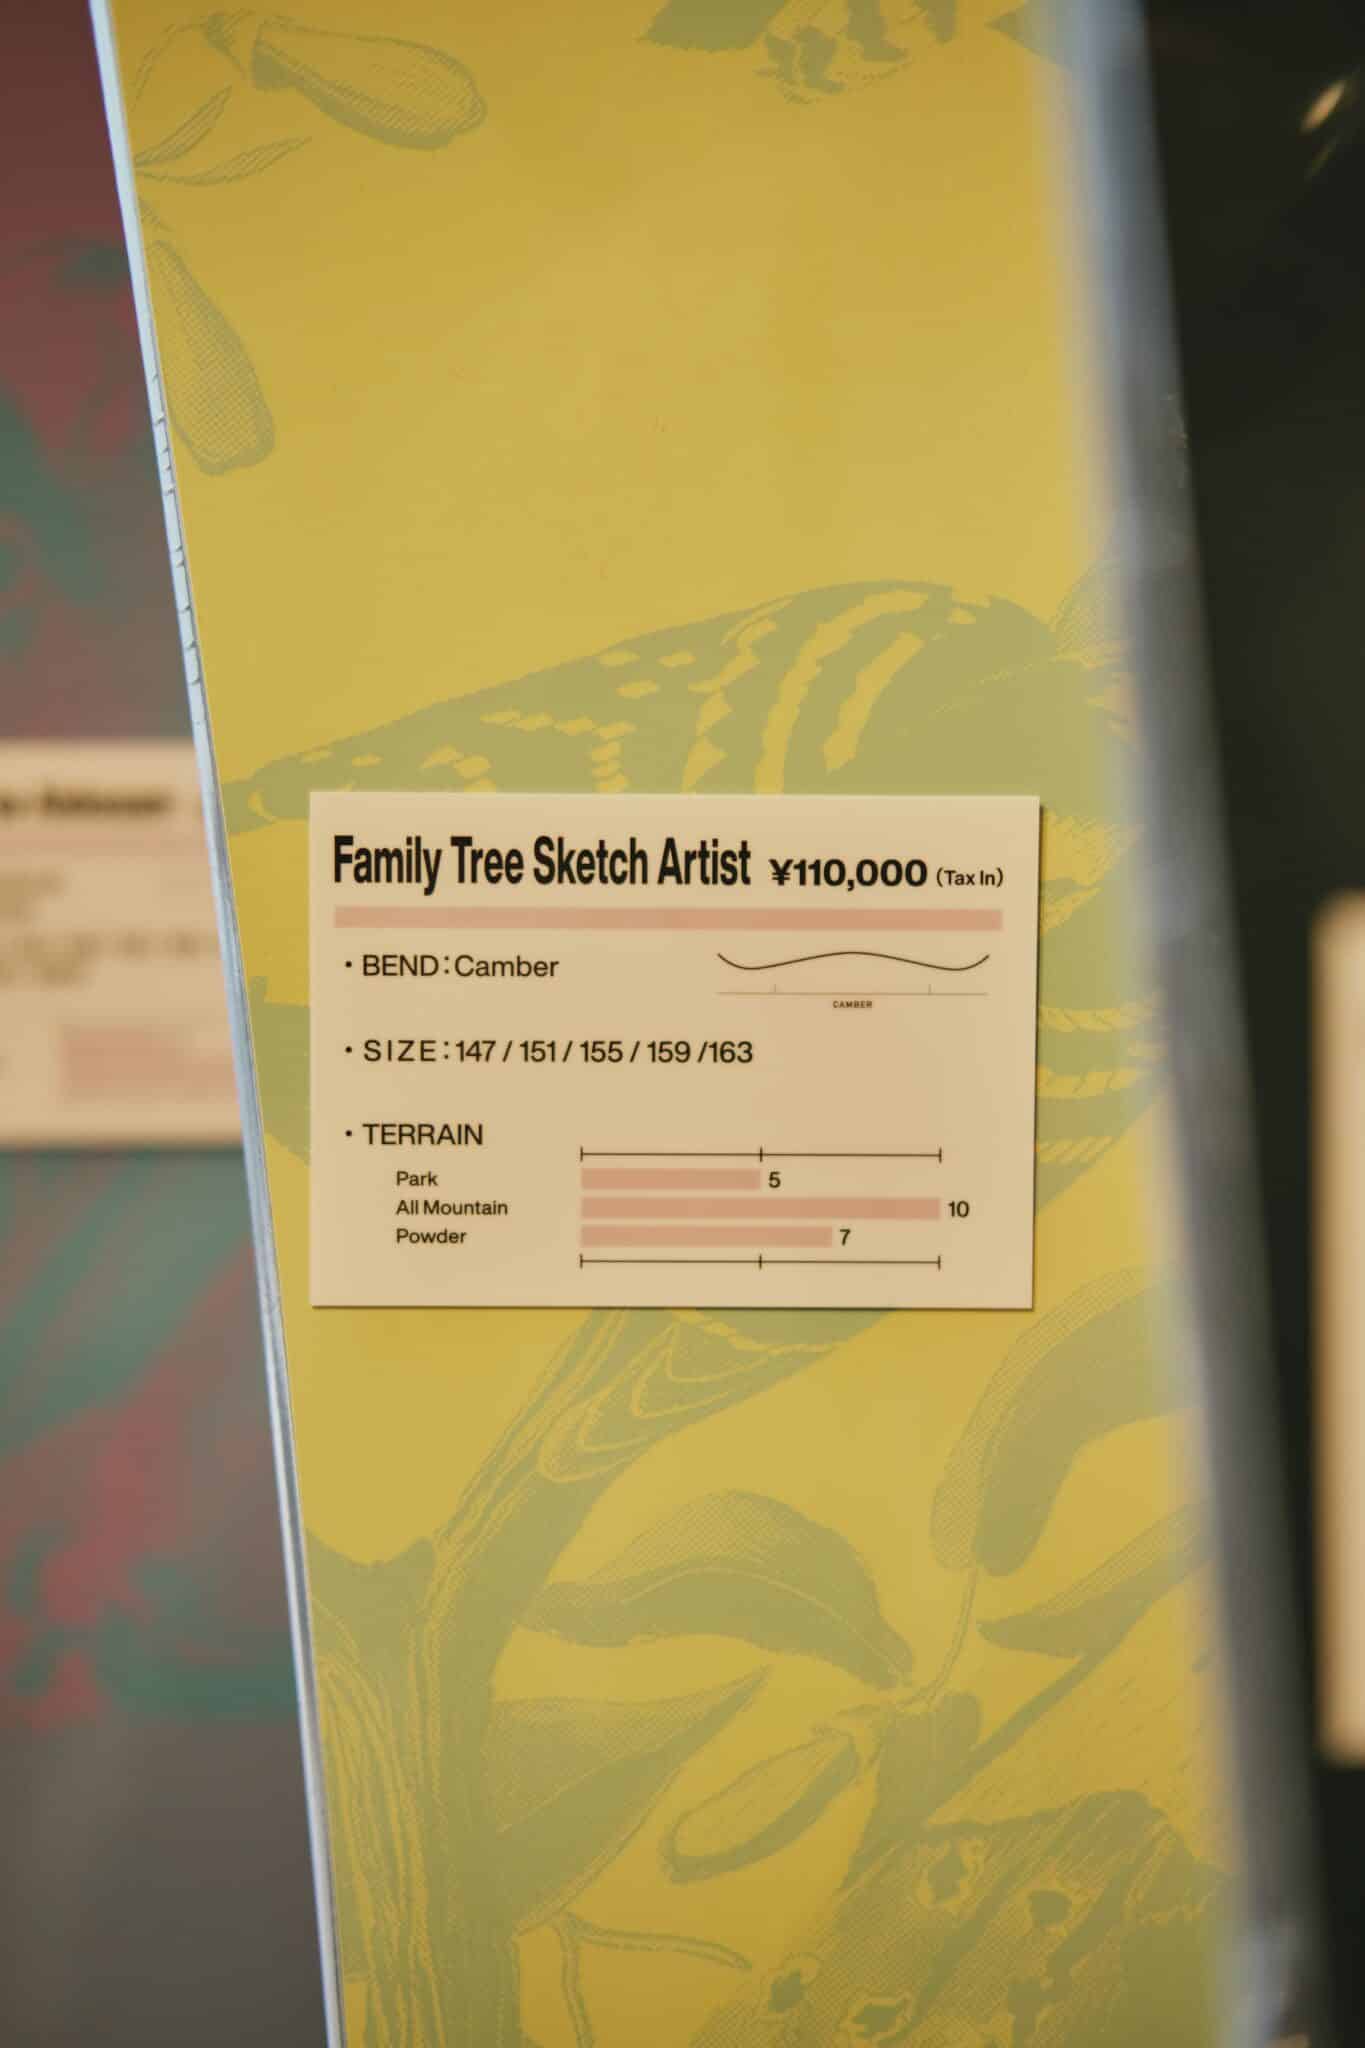 Family Tree Sketch Artist ¥110,000 (Tax In)
・BEND:Camber
CAMBER
・SIZE:147 / 151 / 155 / 159 /163
・TERRAIN
Park 5
All Mountain 10
Powder 7